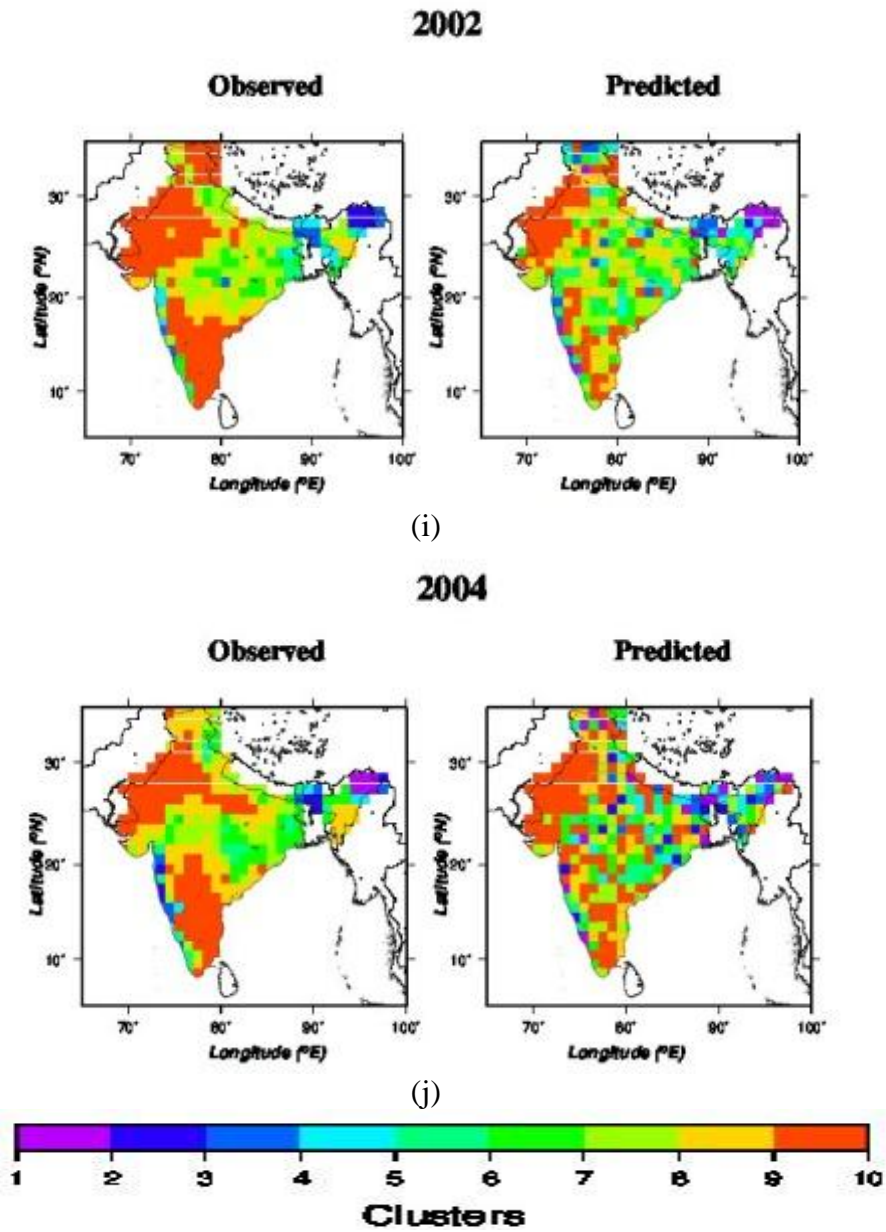 2002
Observed Predicted
30° 20° 10°
Latitude (°N)
70° 80° 90° 100°
Longitude (°E)
30° 20° 10°
Latitude (°N)
70° 80° 90° 100°
Longitude (°E)
(i)
2004
Observed Predicted
30° 20° 10°
Latitude (°N)
70° 80° 90° 100°
Longitude (°E)
30° 20° 10°
Latitude (°N)
70° 80° 90° 100°
Longitude (°E)
(j)
1 2 3 4 5 6 7 8 9 10
Clusters